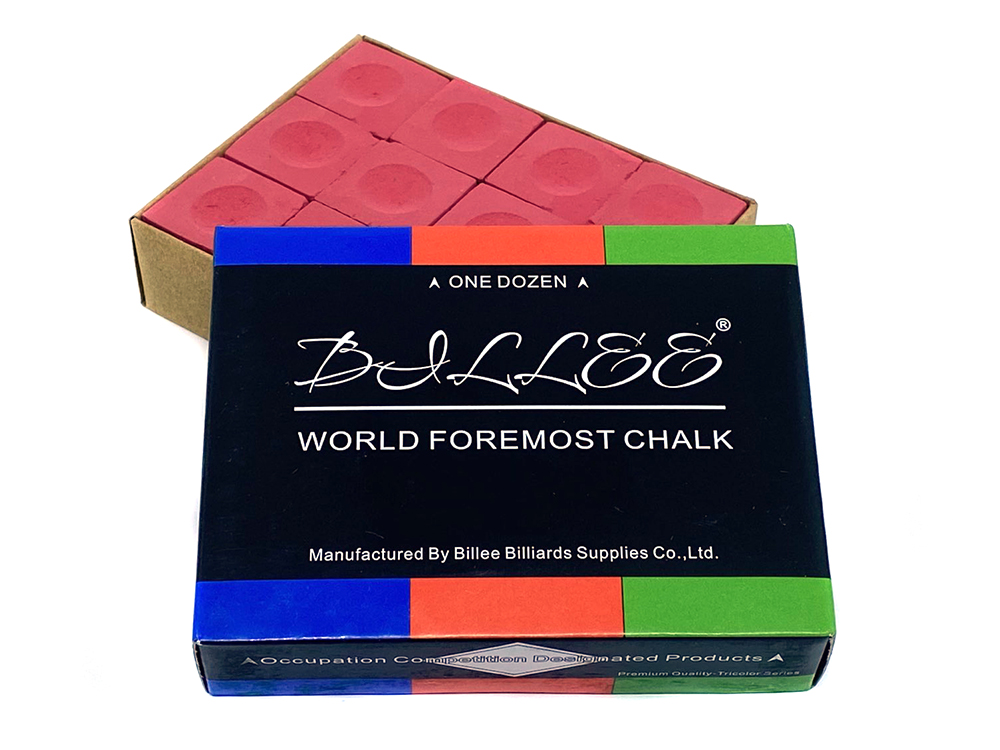 ONE DOZEN
BILLEE®
WORLD FOREMOST CHALK
Manufactured By Billee Billiards Supplies Co.,Ltd.
Occupation Competition Designated Products
Premium Quality-Tricolor Series